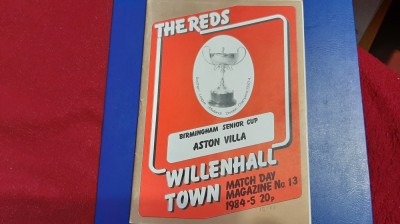 THE REDS
BIRMINGHAM SENIOR CUP
ASTON VILLA
WILLENHALL
TOWN
MATCH DAY
MAGAZINE No 13
1984-5 20p